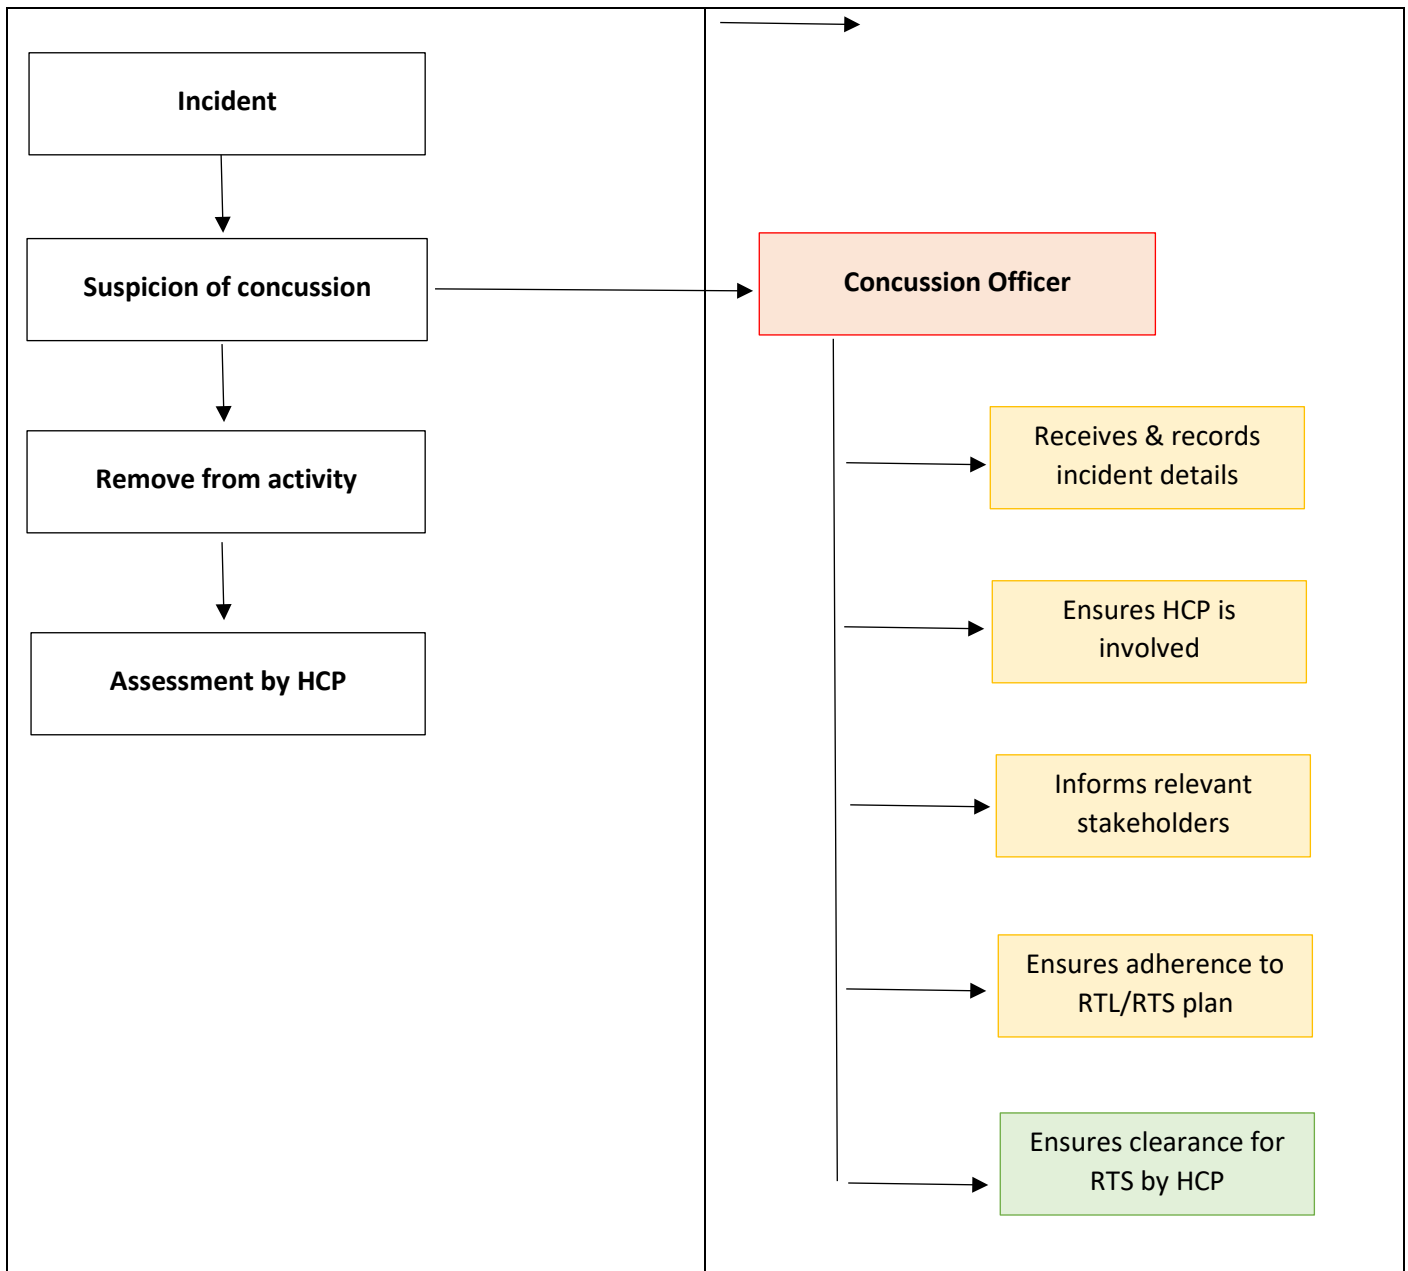 Incident
Suspicion of concussion
Remove from activity
Assessment by HCP
Concussion Officer
Receives & records
incident details
Ensures HCP is
involved
Informs relevant
stakeholders
Ensures adherence to
RTL/RTS plan
Ensures clearance for
RTS by HCP